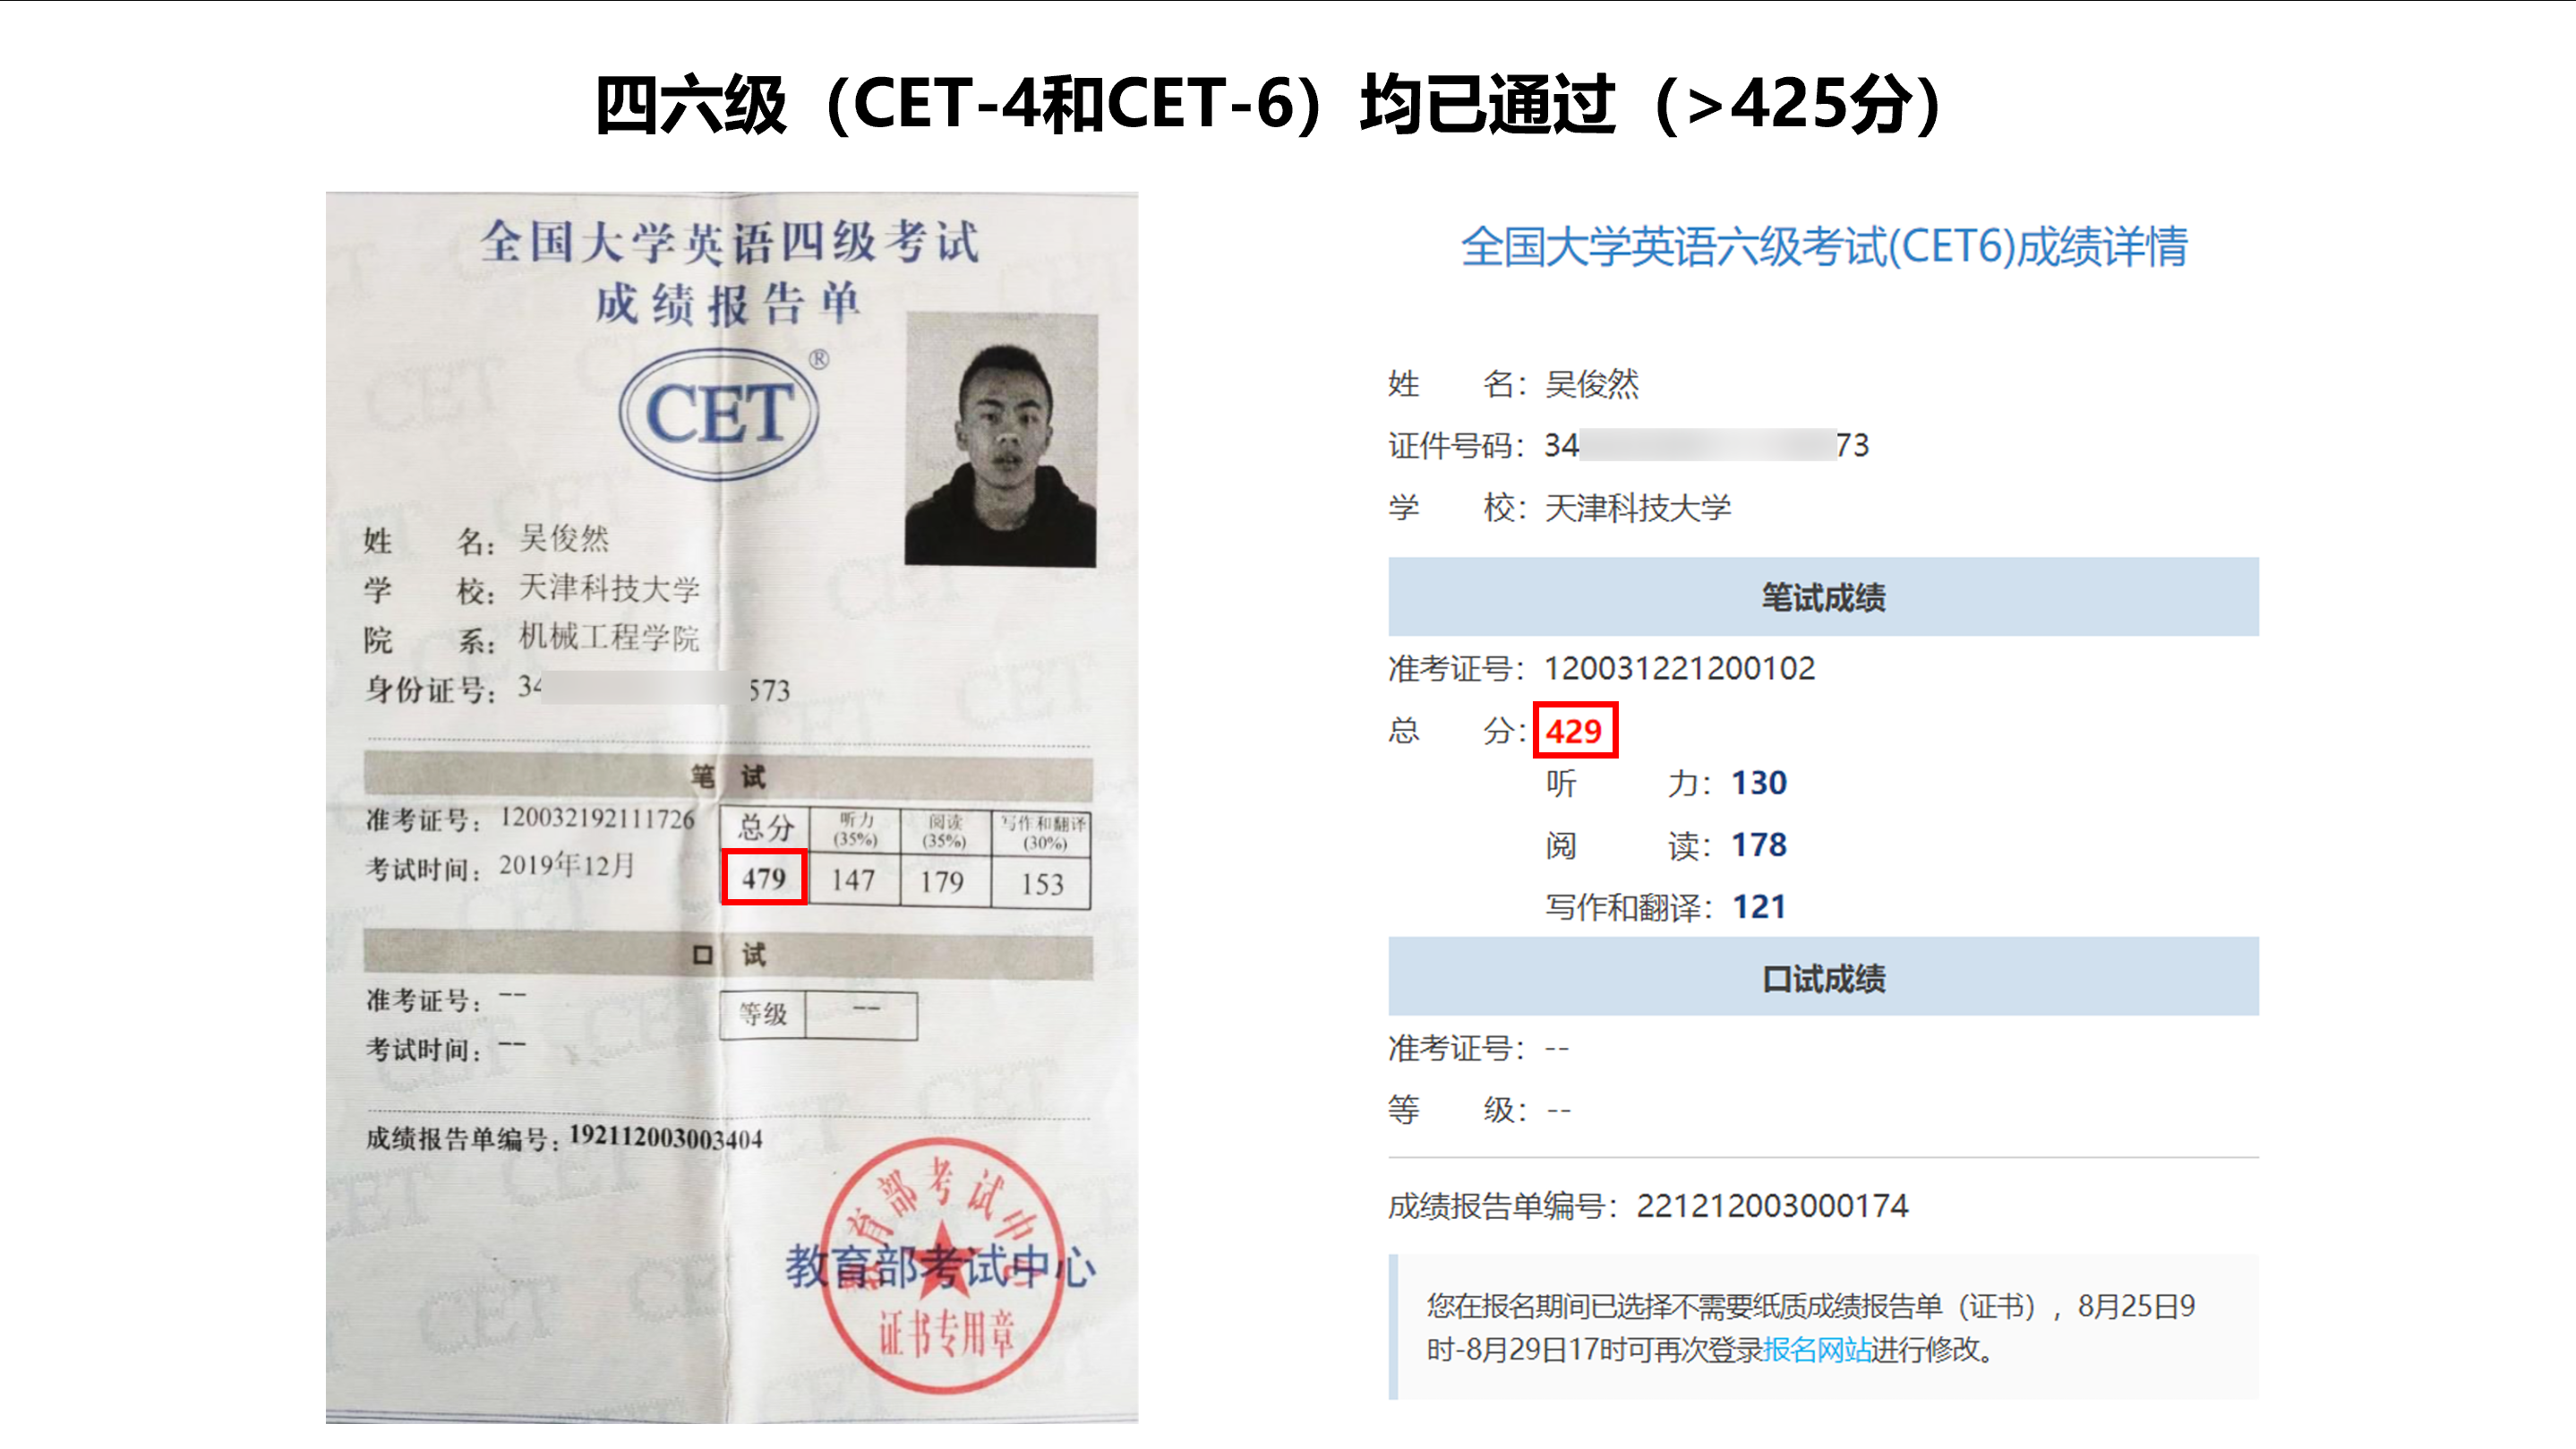 四六级（CET-4和CET-6）均已通过（>425分）
全国大学英语四级考试
成绩报告单
CET®
姓 名：吴俊然
学 校：天津科技大学
院 系：机械工程学院
身份证号：34 573
笔 试
准考证号：120032192111726
考试时间：2019年12月
总分 听力(35%) 阅读(35%) 写作和翻译(30%)
479 147 179 153
口 试
准考证号：--
考试时间：--
等级 --
成绩报告单编号：192112003003404
教育部考试中心
教育部考试中心
证书专用章
全国大学英语六级考试(CET6)成绩详情
姓 名：吴俊然
证件号码：34 73
学 校：天津科技大学
笔试成绩
准考证号：120031221200102
总 分：429
听 力：130
阅 读：178
写作和翻译：121
口试成绩
准考证号：--
等 级：--
成绩报告单编号：221212003000174
您在报名期间已选择不需要纸质成绩报告单（证书），8月25日9
时-8月29日17时可再次登录报名网站进行修改。